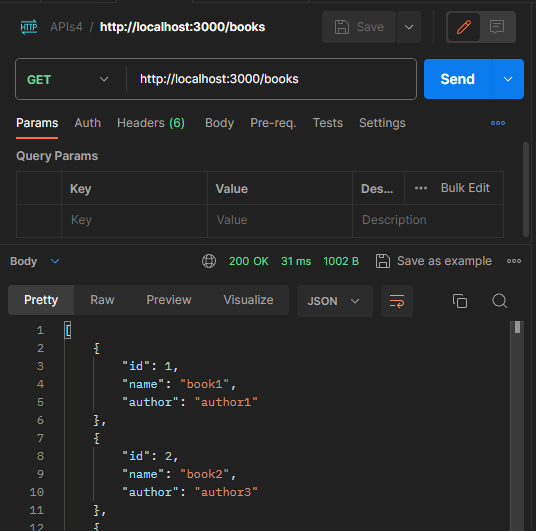 HTTP APIs4 / http://localhost:3000/books Save
GET http://localhost:3000/books Send
Params Auth Headers (6) Body Pre-req. Tests Settings
Query Params
Key Value Des... Bulk Edit
Key Value Description
Body 200 OK 31 ms 1002 B Save as example
Pretty Raw Preview Visualize JSON
1 [
2 {
3 "id": 1,
4 "name": "book1",
5 "author": "author1"
6 },
7 {
8 "id": 2,
9 "name": "book2",
10 "author": "author3"
11 },
12 {